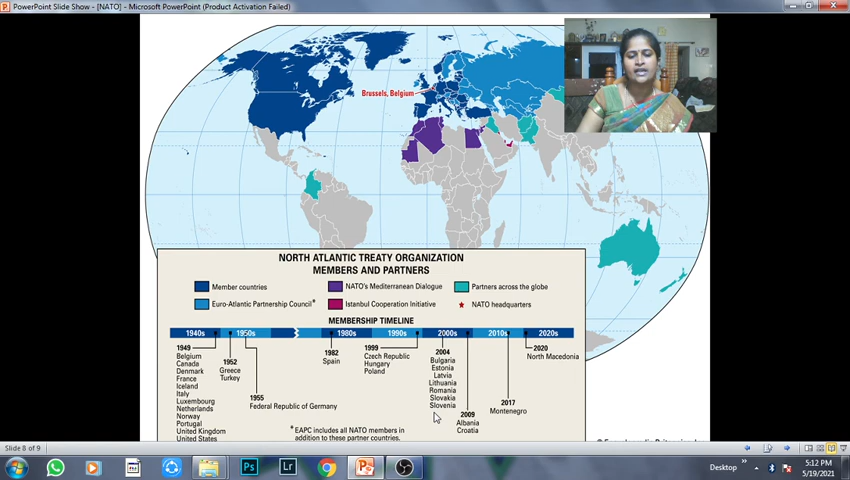 PowerPoint Slide Show - [NATO] - Microsoft PowerPoint (Product Activation Failed)
Brussels, Belgium
NORTH ATLANTIC TREATY ORGANIZATION
MEMBERS AND PARTNERS
Member countries
NATO's Mediterranean Dialogue
Partners across the globe
Euro-Atlantic Partnership Council*
Istanbul Cooperation Initiative
NATO headquarters
MEMBERSHIP TIMELINE
1940s 1950s 1980s 1990s 2000s 2010s 2020s
1949
Belgium
Canada
Denmark
France
Iceland
Italy
Luxembourg
Netherlands
Norway
Portugal
United Kingdom
United States
1952
Greece
Turkey
1955
Federal Republic of Germany
1982
Spain
1999
Czech Republic
Hungary
Poland
2004
Bulgaria
Estonia
Latvia
Lithuania
Romania
Slovakia
Slovenia
2009
Albania
Croatia
2017
Montenegro
2020
North Macedonia
*EAPC includes all NATO members in
addition to these partner countries.
Slide 8 of 9
Ps
Lr
Desktop
5:12 PM
5/19/2021